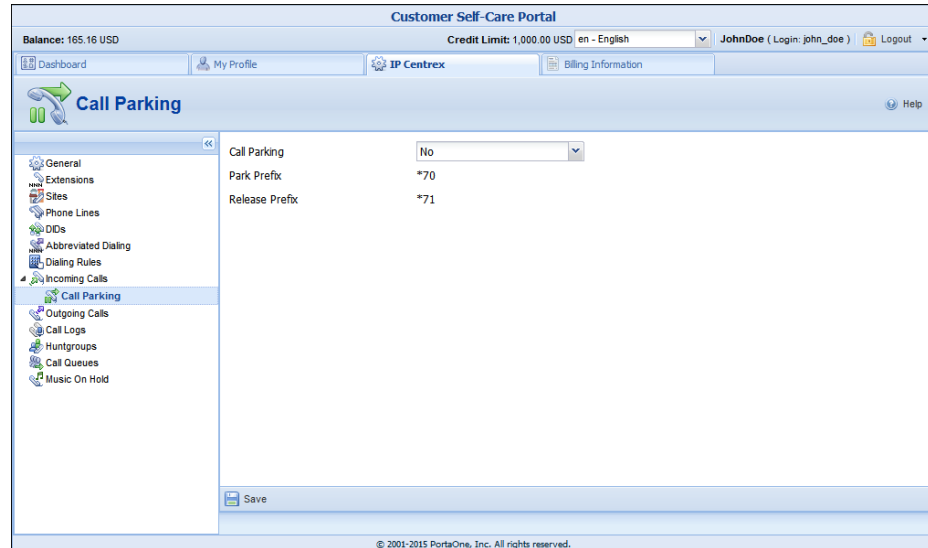 Customer Self-Care Portal
Balance: 165.16 USD Credit Limit: 1,000.00 USD en - English JohnDoe ( Login: john_doe ) Logout
Dashboard My Profile IP Centrex Billing Information
Call Parking Help
General
Extensions
Sites
Phone Lines
DIDs
Abbreviated Dialing
Dialing Rules
Incoming Calls
Call Parking
Outgoing Calls
Call Logs
Huntgroups
Call Queues
Music On Hold
Call Parking No
Park Prefix *70
Release Prefix *71
Save
© 2001-2015 PortaOne, Inc. All rights reserved.